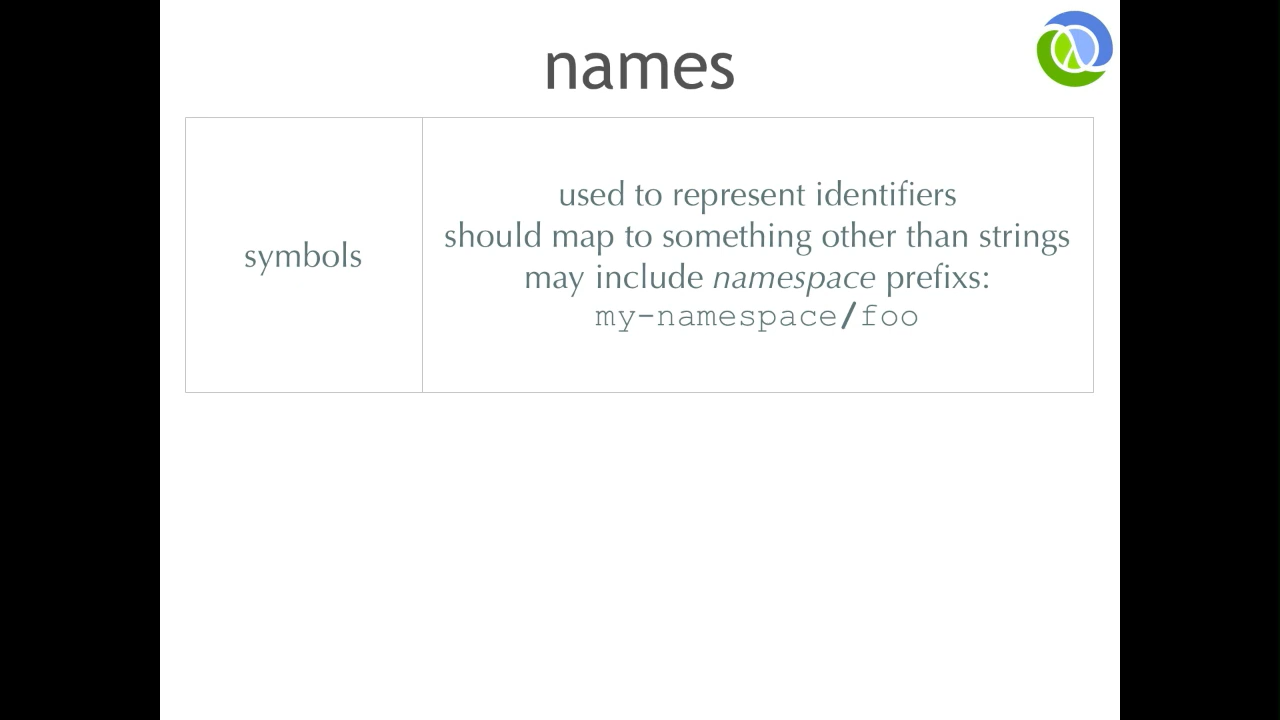 names
symbols
used to represent identifiers
should map to something other than strings
may include namespace prefixs:
my-namespace/foo